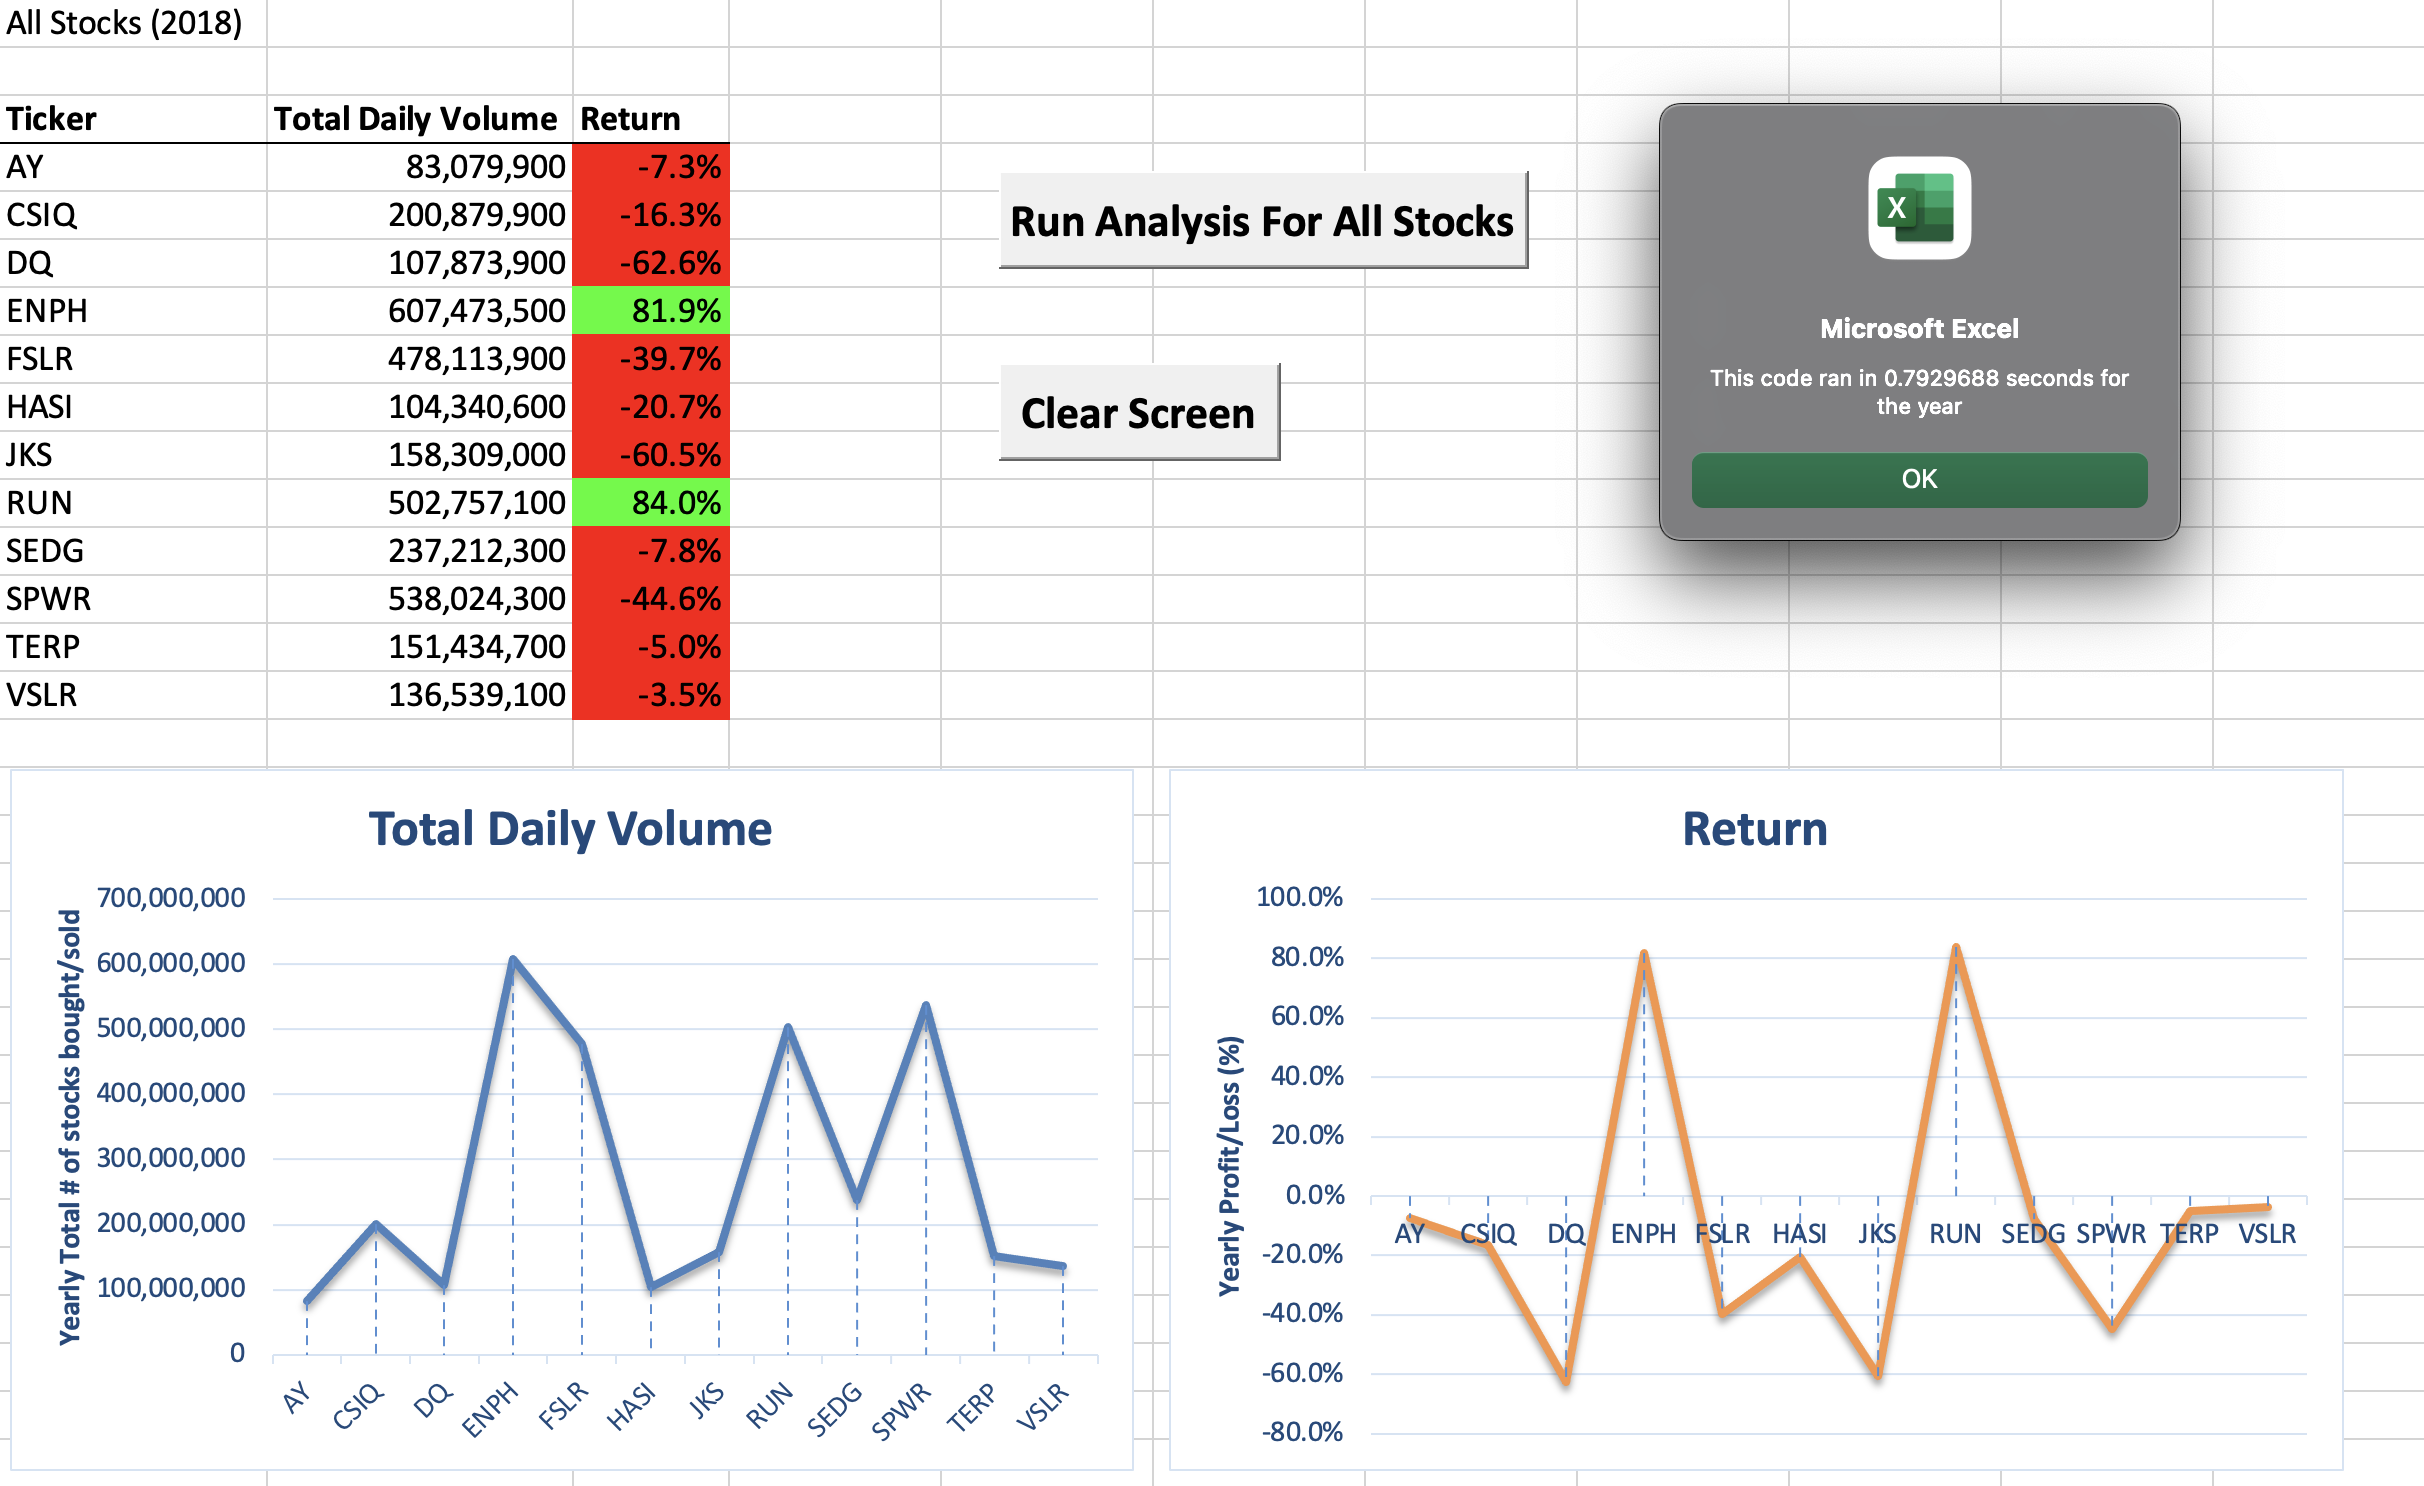 All Stocks (2018)
Ticker Total Daily Volume Return
AY 83,079,900 -7.3%
CSIQ 200,879,900 -16.3%
DQ 107,873,900 -62.6%
ENPH 607,473,500 81.9%
FSLR 478,113,900 -39.7%
HASI 104,340,600 -20.7%
JKS 158,309,000 -60.5%
RUN 502,757,100 84.0%
SEDG 237,212,300 -7.8%
SPWR 538,024,300 -44.6%
TERP 151,434,700 -5.0%
VSLR 136,539,100 -3.5%
Run Analysis For All Stocks
Clear Screen
X
Microsoft Excel
This code ran in 0.7929688 seconds for
the year
OK
Total Daily Volume
Yearly Total # of stocks bought/sold
700,000,000
600,000,000
500,000,000
400,000,000
300,000,000
200,000,000
100,000,000
0
AY CSIQ DQ ENPH FSLR HASI JKS RUN SEDG SPWR TERP VSLR
Return
Yearly Profit/Loss (%)
100.0%
80.0%
60.0%
40.0%
20.0%
0.0%
-20.0%
-40.0%
-60.0%
-80.0%
AY CSIQ DQ ENPH FSLR HASI JKS RUN SEDG SPWR TERP VSLR